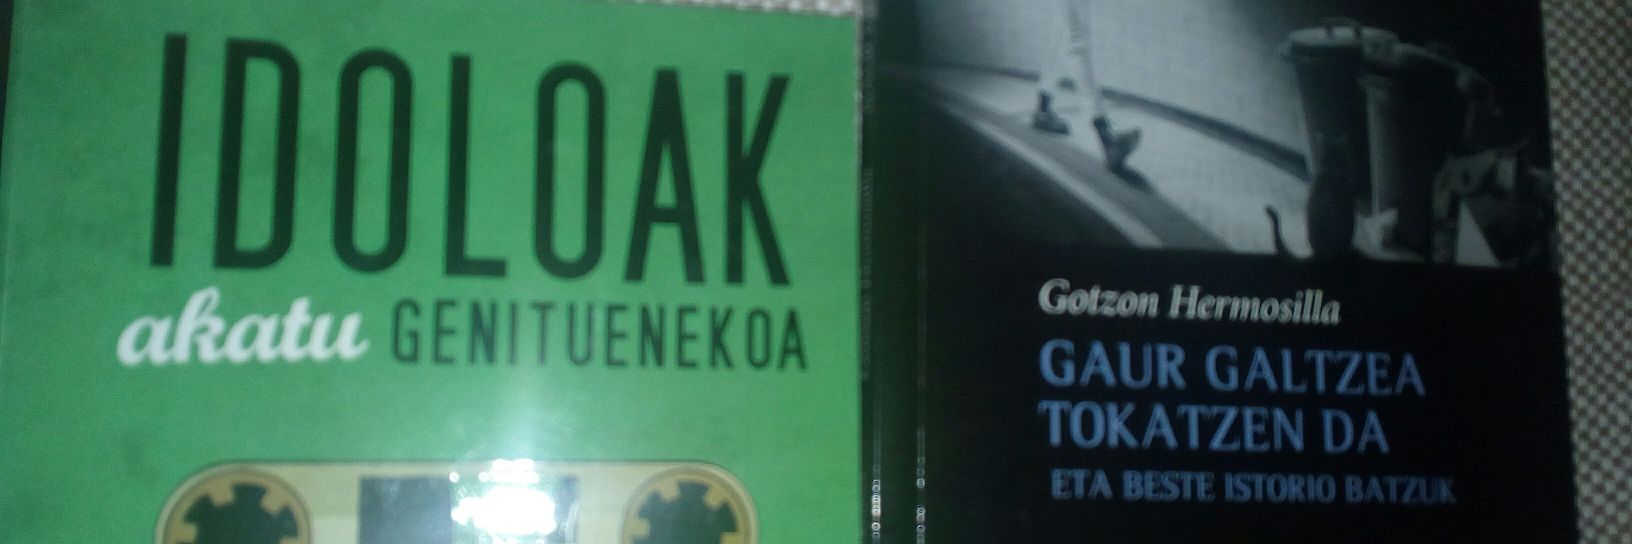 IDOLOAK
akatu GENITUENEKOA
Gotzon Hermosilla
GAUR GALTZEA
TOKATZEN DA
ETA BESTE ISTORIO BATZUK